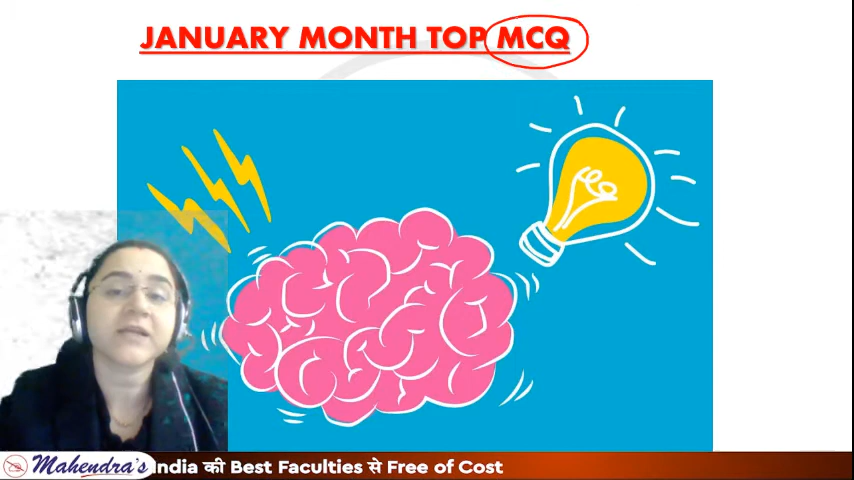 JANUARY MONTH TOP MCQ
Mahendra's India की Best Faculties से Free of Cost